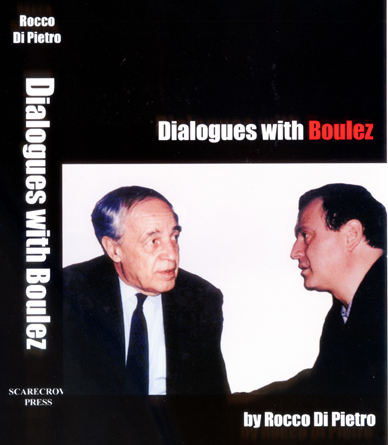 Rocco
Di Pietro
Dialogues with Boulez
SCARECROW
PRESS
Dialogues with Boulez
by Rocco Di Pietro